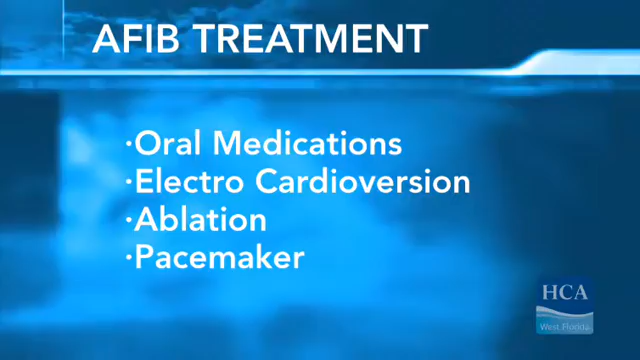 AFIB TREATMENT
·Oral Medications
·Electro Cardioversion
·Ablation
·Pacemaker
HCA
West Florida